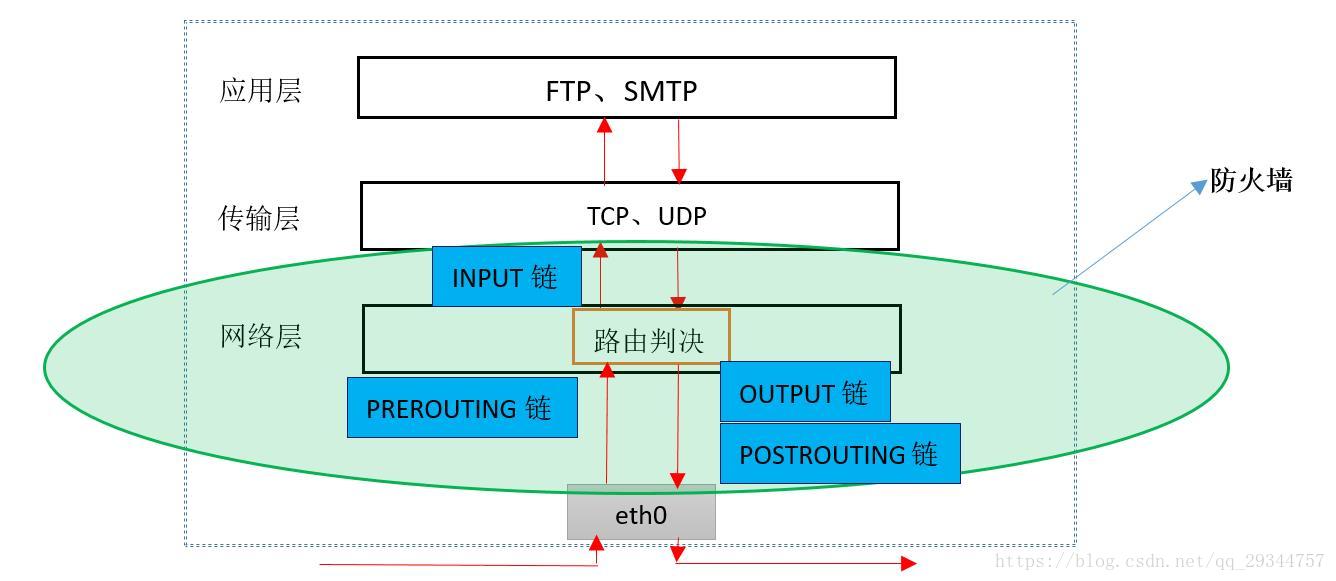 应用层
FTP、SMTP
防火墙
传输层
TCP、UDP
INPUT 链
网络层
路由判决
PREROUTING 链
OUTPUT 链
POSTROUTING 链
eth0
https://blog.csdn.net/qq_29344757